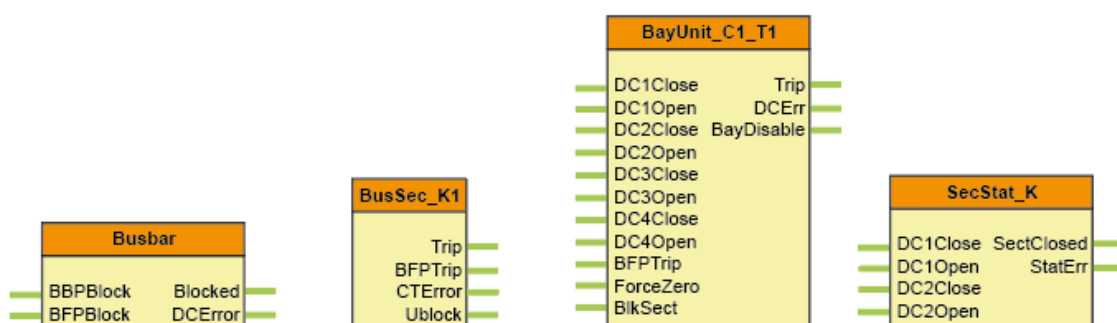 Busbar
BBPBlock Blocked
BFPBlock DCError
BusSec_K1
Trip
BFPTrip
CTError
Ublock
BayUnit_C1_T1
DC1Close Trip
DC1Open DCErr
DC2Close BayDisable
DC2Open
DC3Close
DC3Open
DC4Close
DC4Open
BFPTrip
ForceZero
BlkSect
SecStat_K
DC1Close SectClosed
DC1Open StatErr
DC2Close
DC2Open